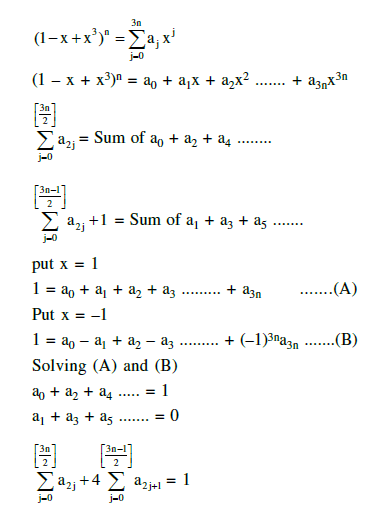 (1-x+x³)ⁿ = ∑_{j=0}^{3n} aⱼ xʲ
(1 – x + x³)ⁿ = a₀ + a₁x + a₂x² ....... + a₃ₙx³ⁿ
∑_{j=0}^{[3n/2]} a₂ⱼ = Sum of a₀ + a₂ + a₄ ........
∑_{j=0}^{[(3n-1)/2]} a₂ⱼ +1 = Sum of a₁ + a₃ + a₅ .......
put x = 1
1 = a₀ + a₁ + a₂ + a₃ ......... + a₃ₙ .......(A)
Put x = –1
1 = a₀ – a₁ + a₂ – a₃ ......... + (–1)³ⁿa₃ₙ .......(B)
Solving (A) and (B)
a₀ + a₂ + a₄ ..... = 1
a₁ + a₃ + a₅ ....... = 0
∑_{j=0}^{[3n/2]} a₂ⱼ +4 ∑_{j=0}^{[(3n-1)/2]} a₂ⱼ₊₁ = 1